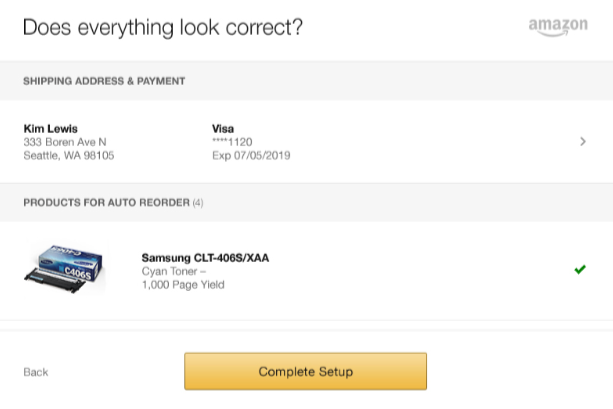 Does everything look correct?
amazon
SHIPPING ADDRESS & PAYMENT
Kim Lewis
333 Boren Ave N
Seattle, WA 98105
Visa
****1120
Exp 07/05/2019
PRODUCTS FOR AUTO REORDER (4)
C406S
Samsung CLT-406S/XAA
Cyan Toner –
1,000 Page Yield
Back
Complete Setup